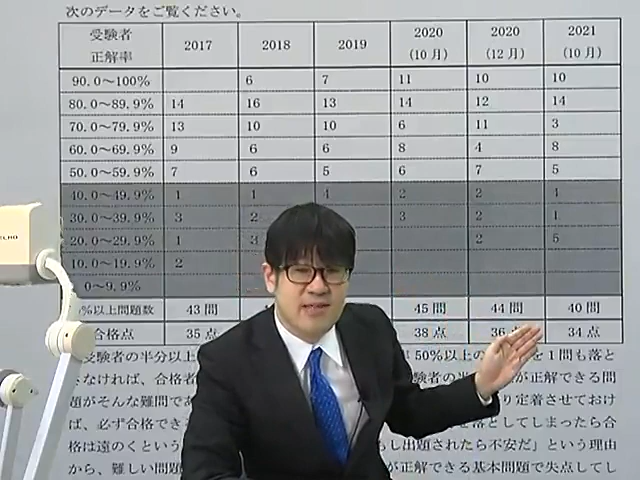 次のデータをご覧ください。
受験者 正解率 2017 2018 2019 2020 (10月) 2020 (12月) 2021 (10月)
90.0～100% 6 7 11 10 10
80.0～89.9% 14 16 13 14 12 14
70.0～79.9% 13 10 10 6 11 3
60.0～69.9% 9 6 6 8 4 8
50.0～59.9% 7 6 5 6 7 5
40.0～49.9% 1 1 4 2 2 4
30.0～39.9% 3 2 3 2 1
20.0～29.9% 1 3 2 5
10.0～19.9% 2
0～9.9%
%以上問題数 43問 45問 44問 40問
合格点 35点 38点 36点 34点
受験者の半分以上 50%以上の を1問も落と
さなければ、合格者 験者の が正解できる問
題がそんな難問であ り定着させておけ
ば、必ず合格でき を落としてしまったら合
格は遠のくという もし出題されたら不安だ」という理由
から、難しい問題 が正解できる基本問題で失点してし